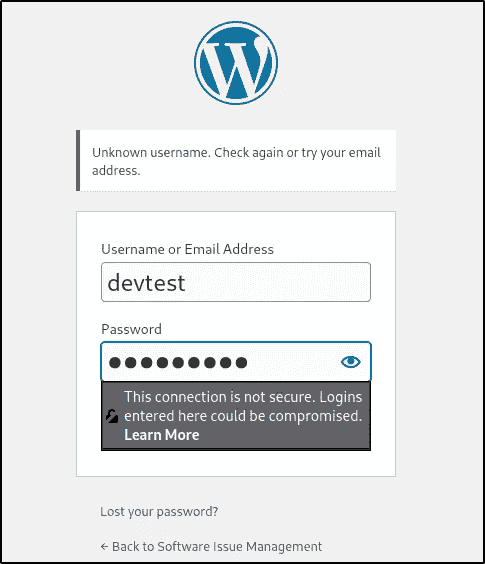 Unknown username. Check again or try your email
address.
Username or Email Address
devtest
Password
●●●●●●●●●
This connection is not secure. Logins
entered here could be compromised.
Learn More
Lost your password?
← Back to Software Issue Management